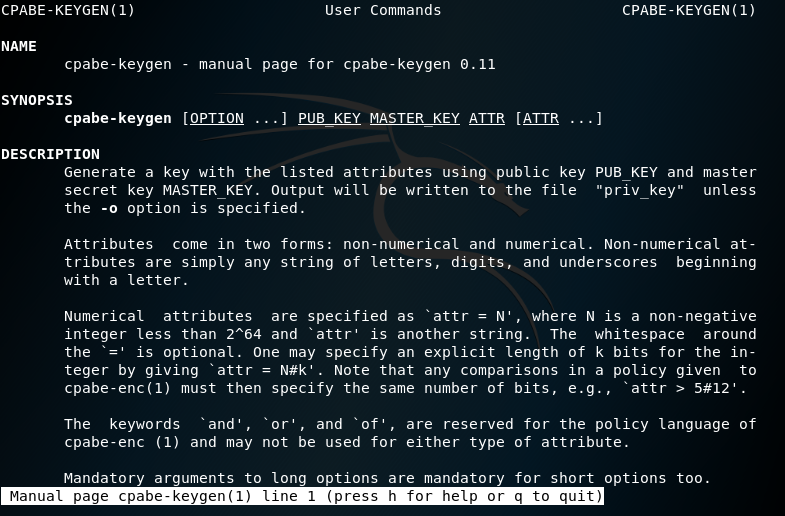 CPABE-KEYGEN(1) User Commands CPABE-KEYGEN(1)
NAME
cpabe-keygen - manual page for cpabe-keygen 0.11
SYNOPSIS
cpabe-keygen [OPTION ...] PUB_KEY MASTER_KEY ATTR [ATTR ...]
DESCRIPTION
Generate a key with the listed attributes using public key PUB_KEY and master
secret key MASTER_KEY. Output will be written to the file "priv_key" unless
the -o option is specified.
Attributes come in two forms: non-numerical and numerical. Non-numerical at-
tributes are simply any string of letters, digits, and underscores beginning
with a letter.
Numerical attributes are specified as `attr = N', where N is a non-negative
integer less than 2^64 and `attr' is another string. The whitespace around
the `=' is optional. One may specify an explicit length of k bits for the in-
teger by giving `attr = N#k'. Note that any comparisons in a policy given to
cpabe-enc(1) must then specify the same number of bits, e.g., `attr > 5#12'.
The keywords `and', `or', and `of', are reserved for the policy language of
cpabe-enc (1) and may not be used for either type of attribute.
Mandatory arguments to long options are mandatory for short options too.
Manual page cpabe-keygen(1) line 1 (press h for help or q to quit)